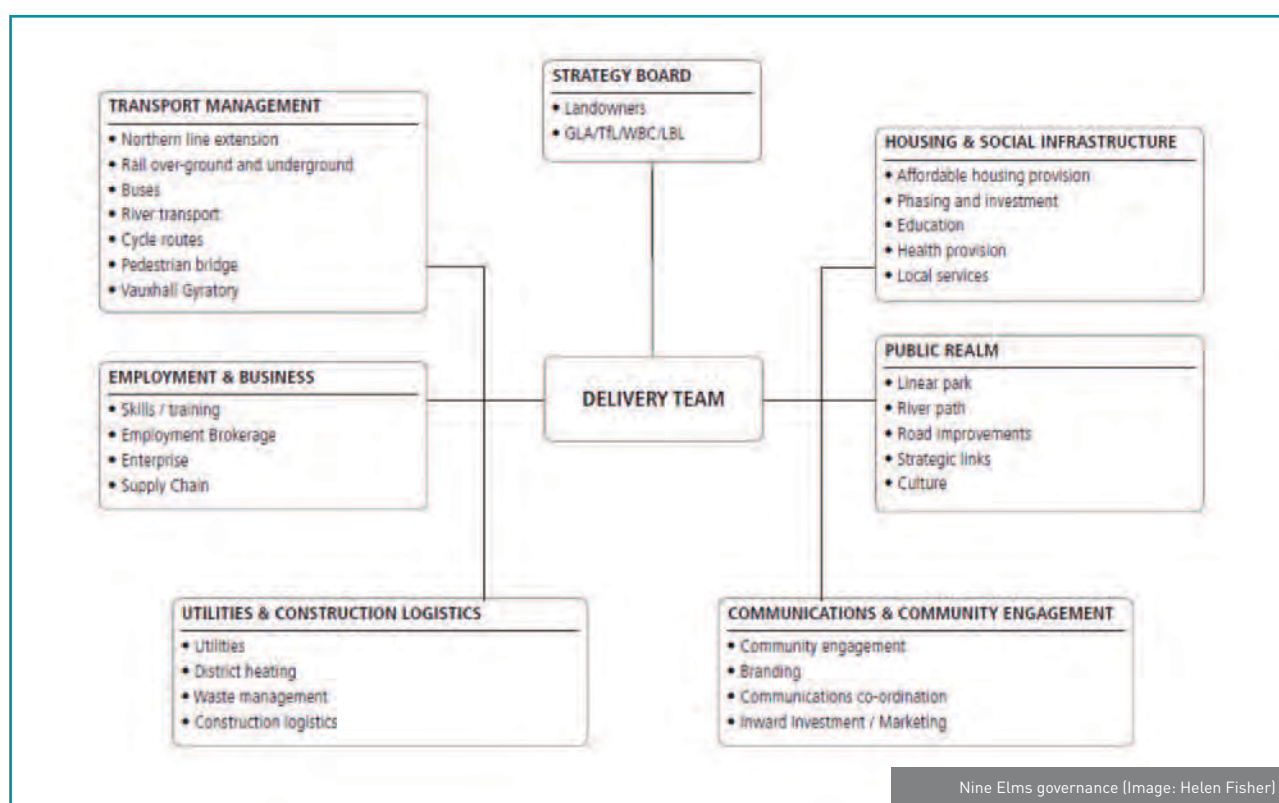 STRATEGY BOARD
• Landowners
• GLA/TfL/WBC/LBL
TRANSPORT MANAGEMENT
• Northern line extension
• Rail over-ground and underground
• Buses
• River transport
• Cycle routes
• Pedestrian bridge
• Vauxhall Gyratory
HOUSING & SOCIAL INFRASTRUCTURE
• Affordable housing provision
• Phasing and investment
• Education
• Health provision
• Local services
EMPLOYMENT & BUSINESS
• Skills / training
• Employment Brokerage
• Enterprise
• Supply Chain
DELIVERY TEAM
PUBLIC REALM
• Linear park
• River path
• Road improvements
• Strategic links
• Culture
UTILITIES & CONSTRUCTION LOGISTICS
• Utilities
• District heating
• Waste management
• Construction logistics
COMMUNICATIONS & COMMUNITY ENGAGEMENT
• Community engagement
• Branding
• Communications co-ordination
• Inward Investment / Marketing
Nine Elms governance (Image: Helen Fisher)